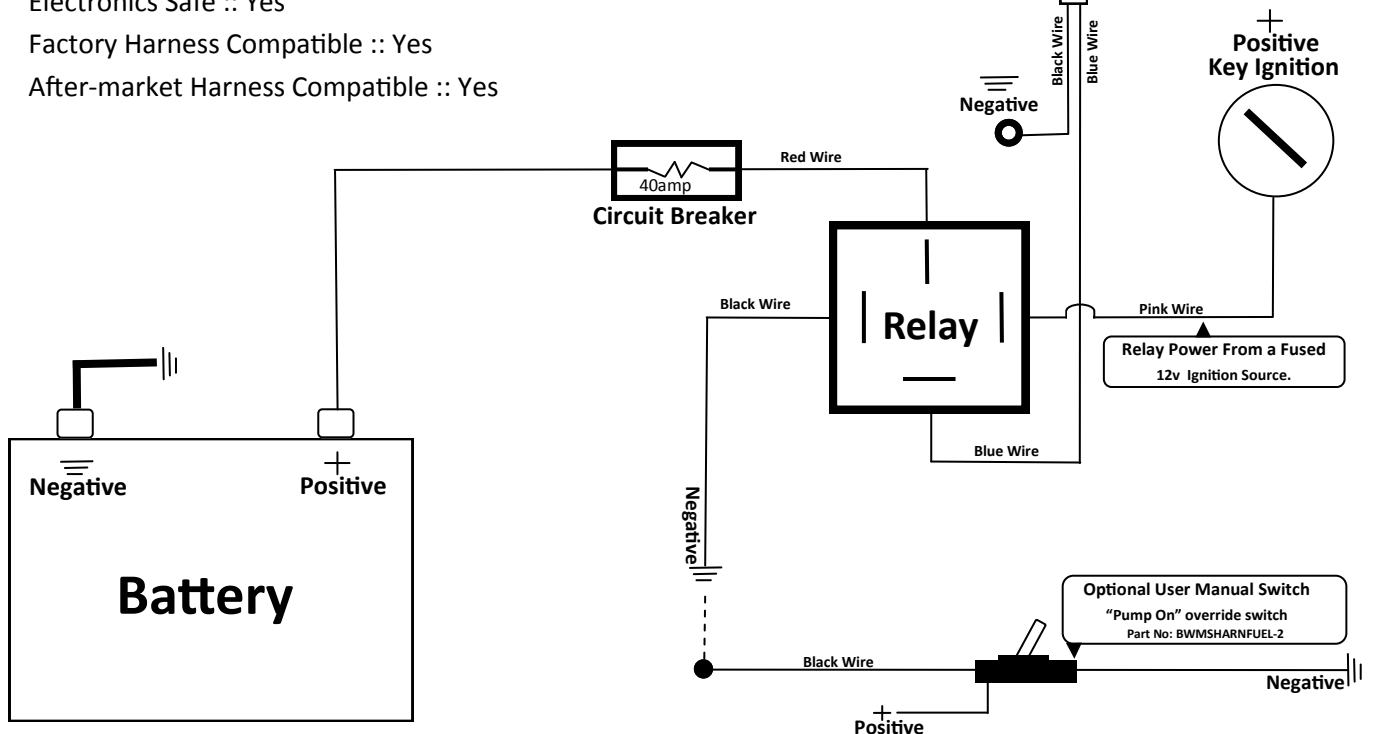 Electronics Safe :: Yes
Factory Harness Compatible :: Yes
After-market Harness Compatible :: Yes
Black Wire
Blue Wire
Positive
Key Ignition
Negative
Red Wire
40amp
Circuit Breaker
Black Wire
Relay
Pink Wire
Relay Power From a Fused
12v Ignition Source.
Blue Wire
Negative
Positive
Battery
Negative
Optional User Manual Switch
“Pump On” override switch
Part No: BWMSHARNFUEL-2
Black Wire
Negative
Positive